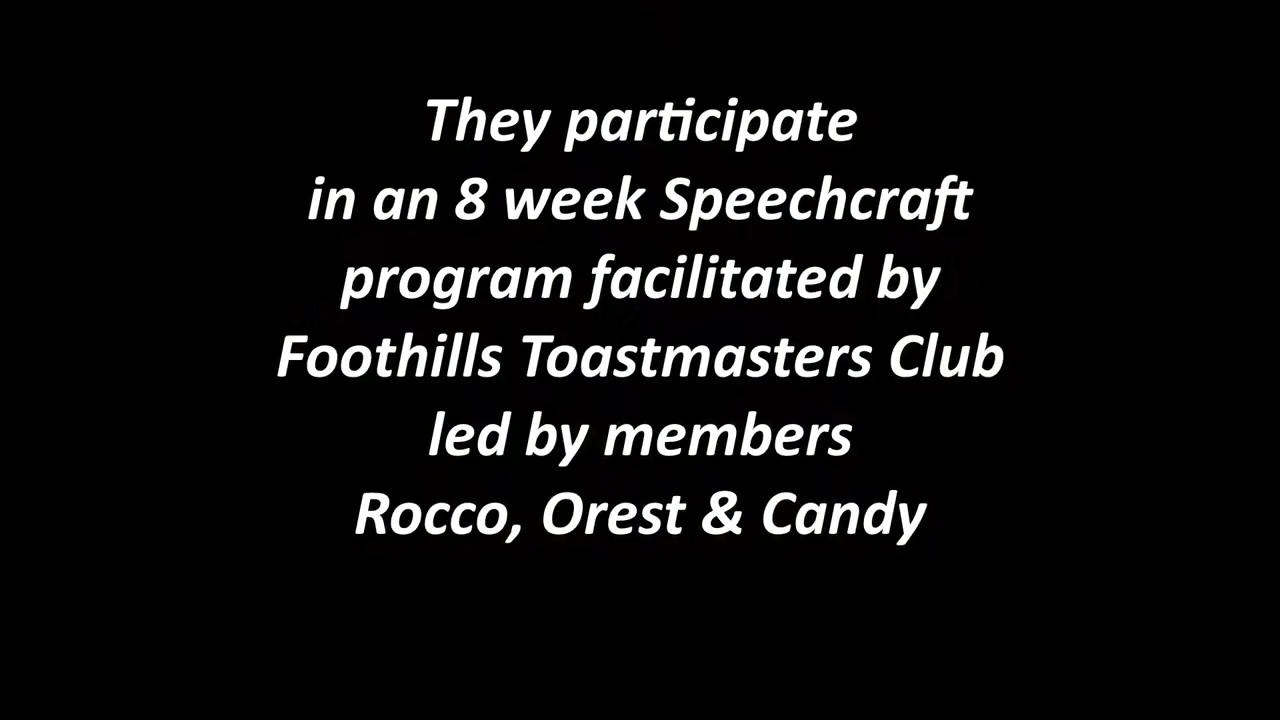 They participate
in an 8 week Speechcraft
program facilitated by
Foothills Toastmasters Club
led by members
Rocco, Orest & Candy